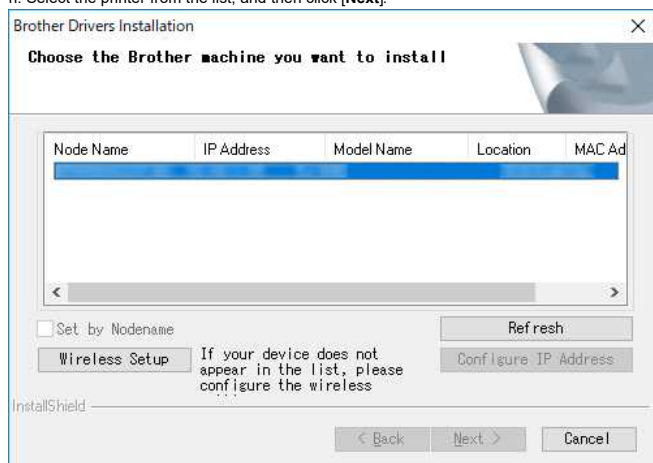 n. Select the printer from the list, and then click [Next].
Brother Drivers Installation
Choose the Brother machine you want to install
Node Name IP Address Model Name Location MAC Ad
Set by Nodename
Refresh
Wireless Setup
If your device does not
appear in the list, please
configure the wireless
Configure IP Address
InstallShield
< Back Next > Cancel